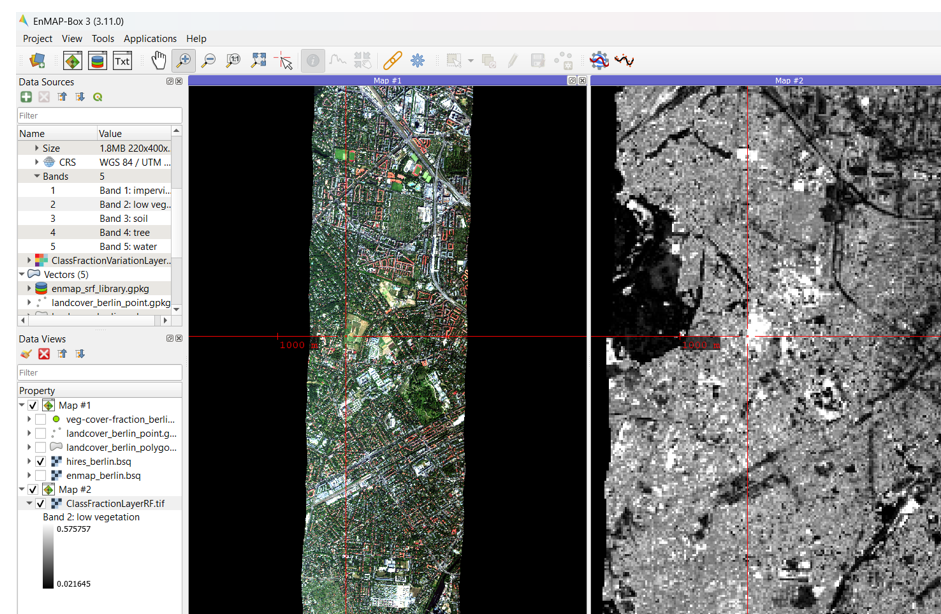 EnMAP-Box 3 (3.11.0)
Project View Tools Applications Help
Txt
Data Sources
Map #1
Map #2
Filter
Name Value
Size 1.8MB 220x400x...
CRS WGS 84 / UTM ...
Bands 5
1 Band 1: impervi...
2 Band 2: low veg...
3 Band 3: soil
4 Band 4: tree
5 Band 5: water
ClassFractionVariationLayer...
Vectors (5)
enmap_srf_library.gpkg
landcover_berlin_point.gpkg
Data Views
Filter
Property
Map #1
veg-cover-fraction_berli...
landcover_berlin_point.g...
landcover_berlin_polygo...
hires_berlin.bsq
enmap_berlin.bsq
Map #2
ClassFractionLayerRF.tif
Band 2: low vegetation
0.575757
0.021645
1000 m